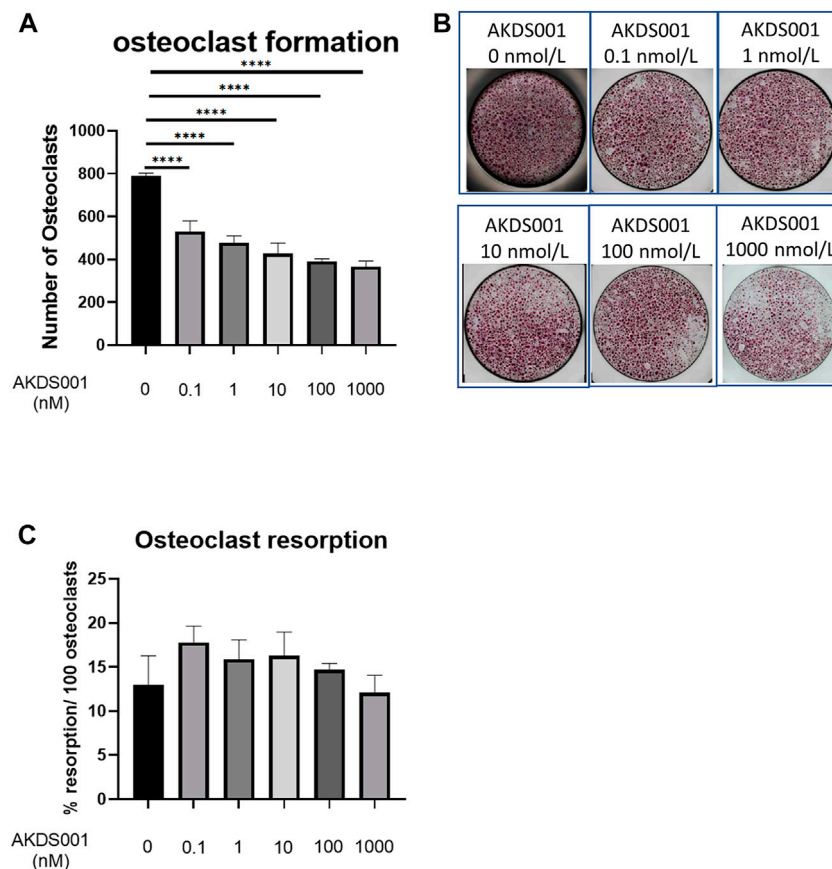 A
osteoclast formation
****
****
****
****
****
Number of Osteoclasts
1000
800
600
400
200
0
AKDS001
(nM)
0 0.1 1 10 100 1000
B
AKDS001
0 nmol/L
AKDS001
0.1 nmol/L
AKDS001
1 nmol/L
AKDS001
10 nmol/L
AKDS001
100 nmol/L
AKDS001
1000 nmol/L
C
Osteoclast resorption
% resorption/ 100 osteoclasts
25
20
15
10
5
0
AKDS001
(nM)
0 0.1 1 10 100 1000